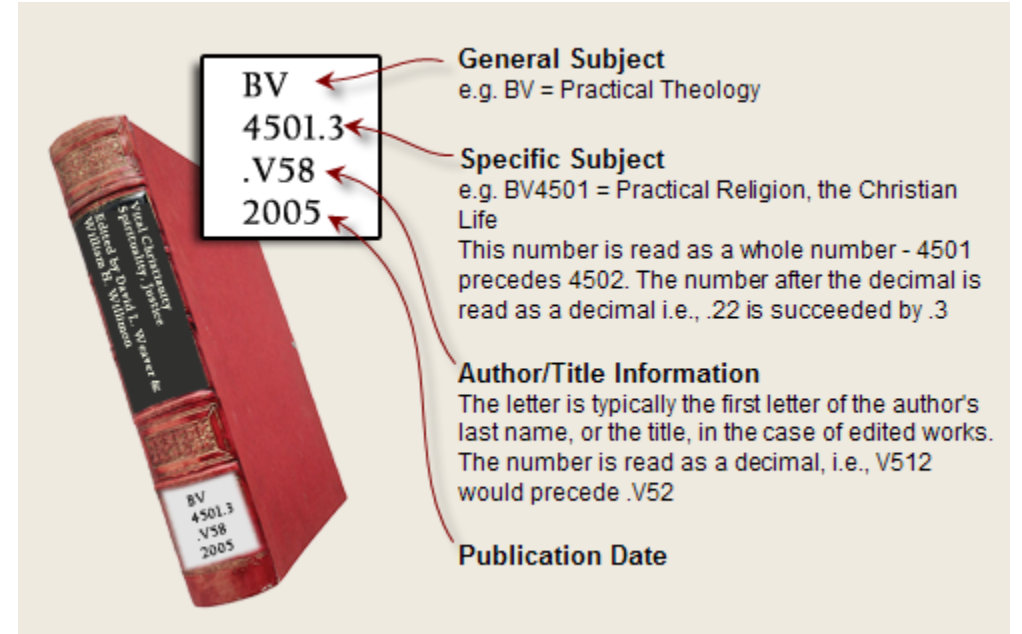 BV
4501.3
.V58
2005
General Subject
e.g. BV = Practical Theology
Specific Subject
e.g. BV4501 = Practical Religion, the Christian
Life
This number is read as a whole number - 4501
precedes 4502. The number after the decimal is
read as a decimal i.e., .22 is succeeded by .3
Author/Title Information
The letter is typically the first letter of the author's
last name, or the title, in the case of edited works.
The number is read as a decimal, i.e., V512
would precede .V52
Publication Date
Vital Christianity
Spirituality, Justice
Edited by David L. Weaver &
William H. Willimon
BV
4501.3
.V58
2005